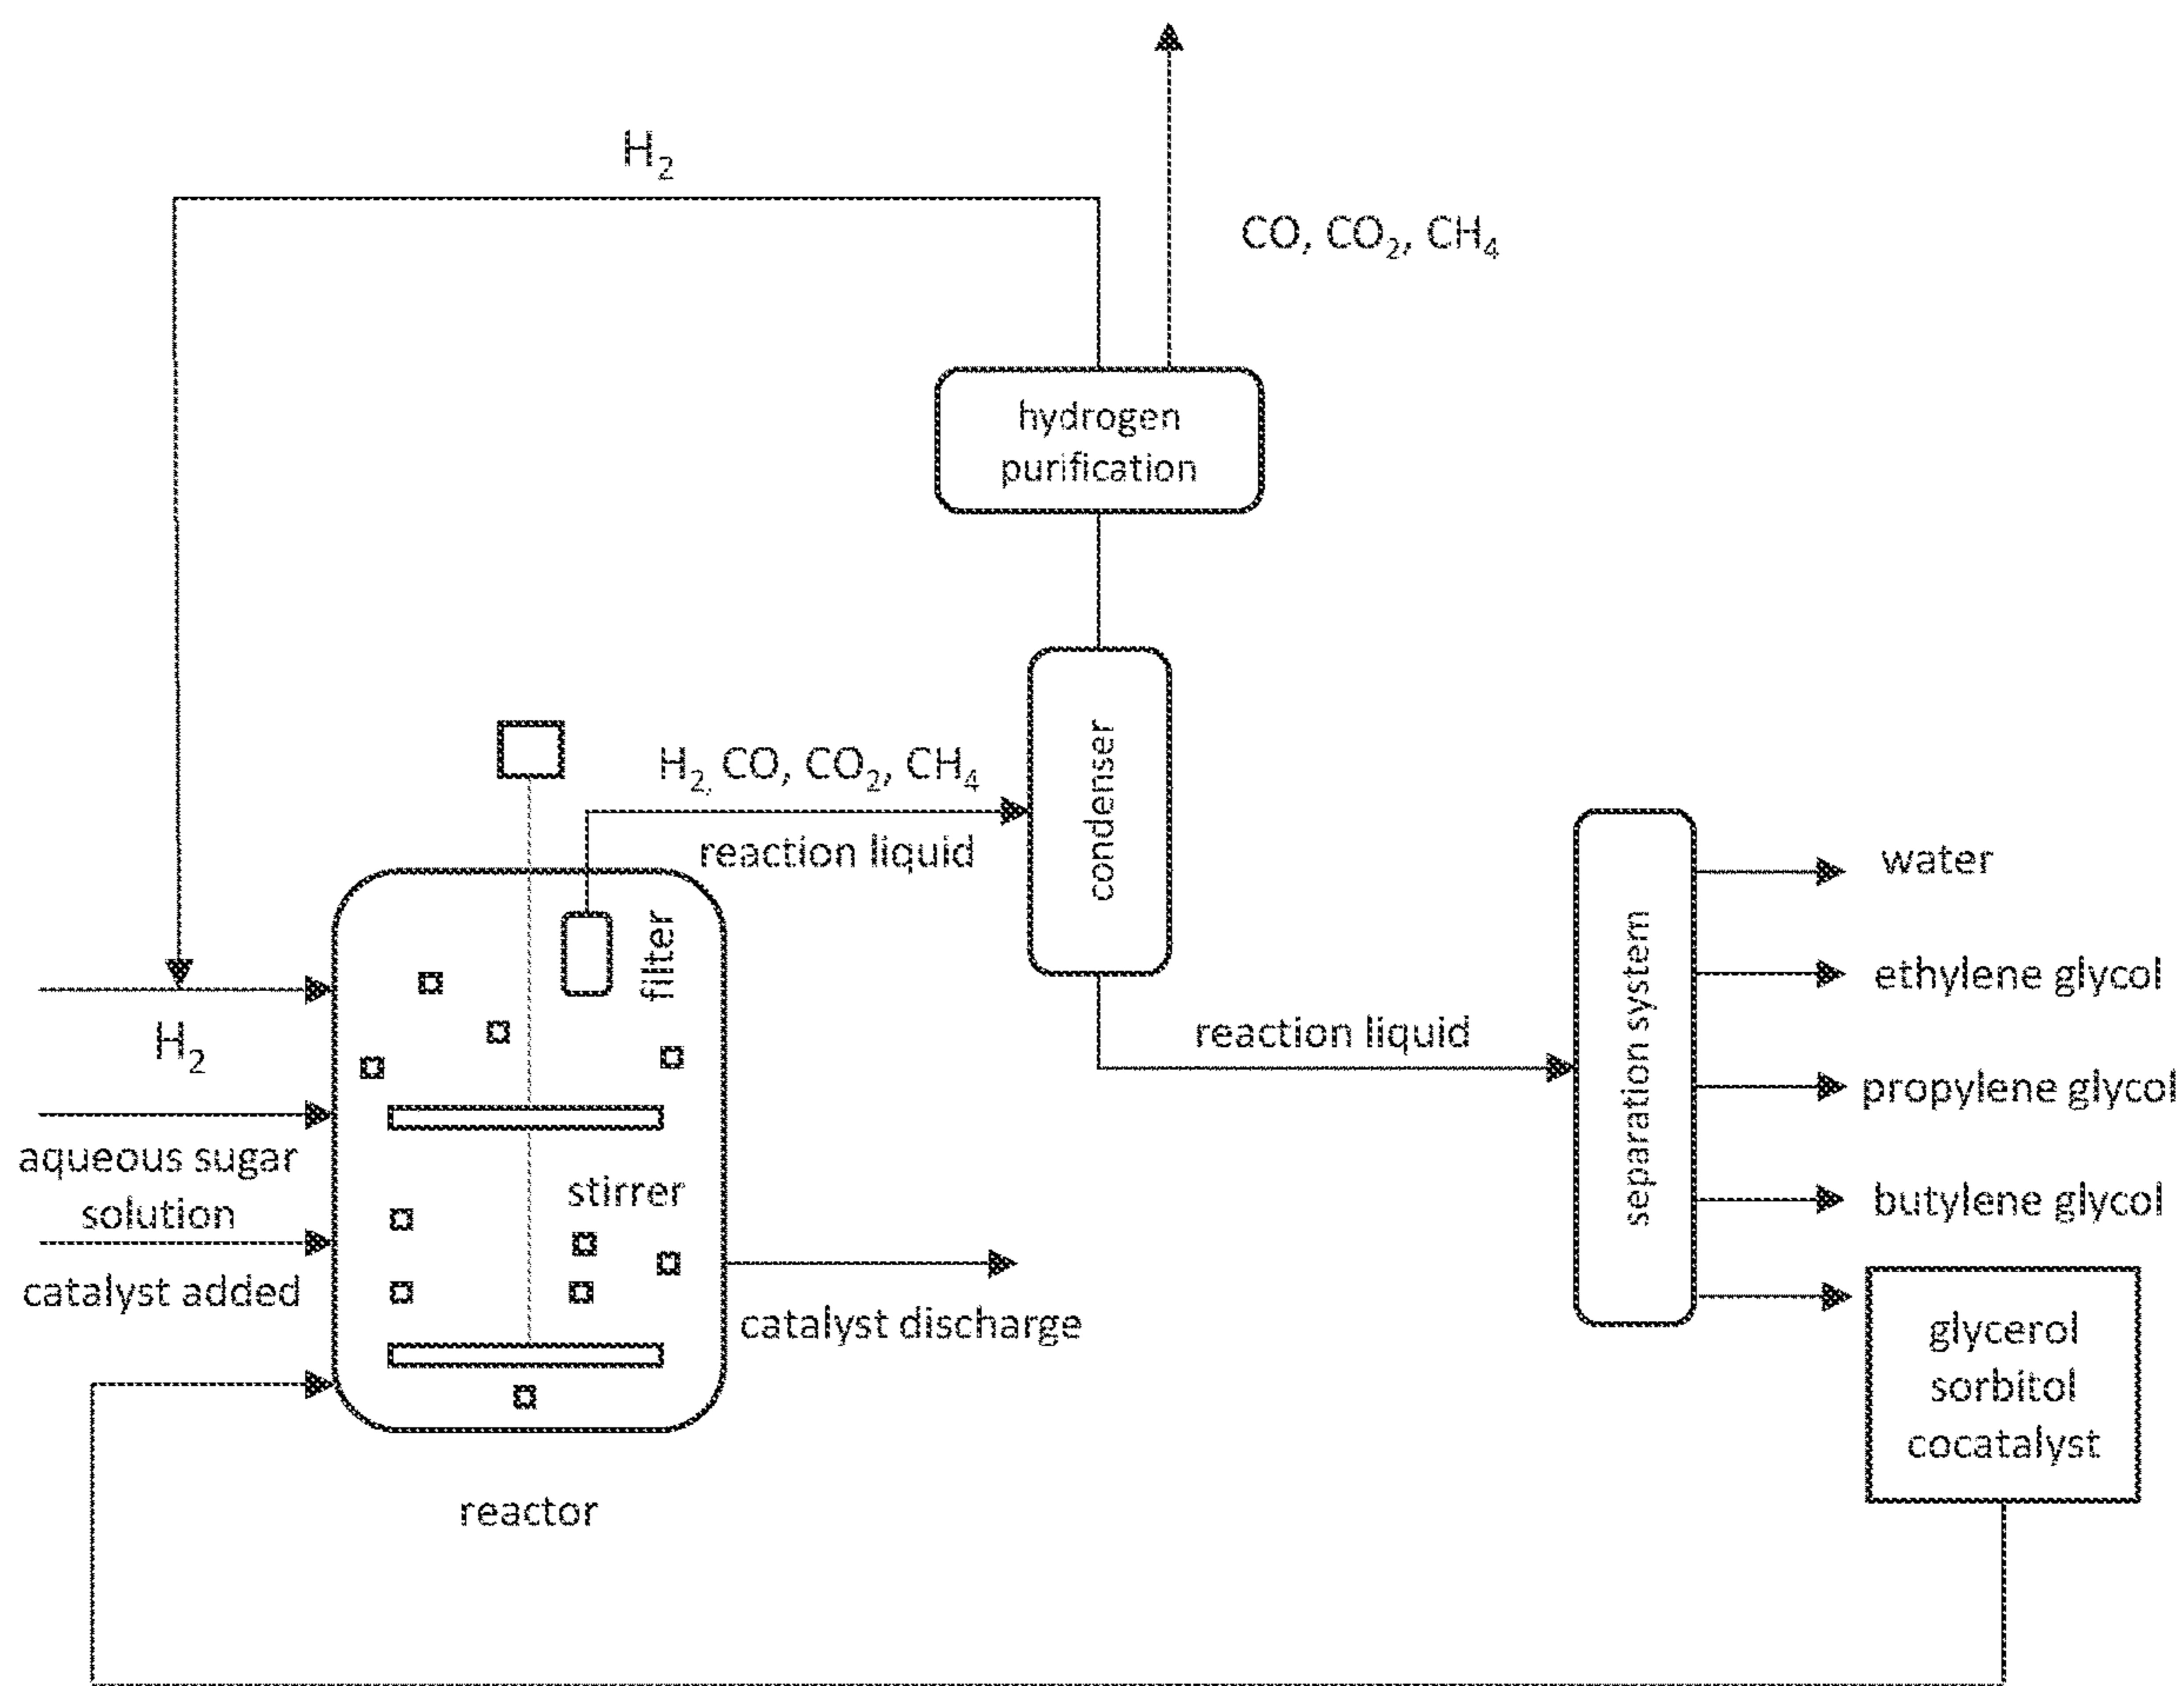 H₂
CO, CO₂, CH₄
hydrogen
purification
condenser
H₂, CO, CO₂, CH₄
reaction liquid
filter
H₂
aqueous sugar
solution
catalyst added
stirrer
catalyst discharge
reactor
reaction liquid
separation system
water
ethylene glycol
propylene glycol
butylene glycol
glycerol
sorbitol
cocatalyst